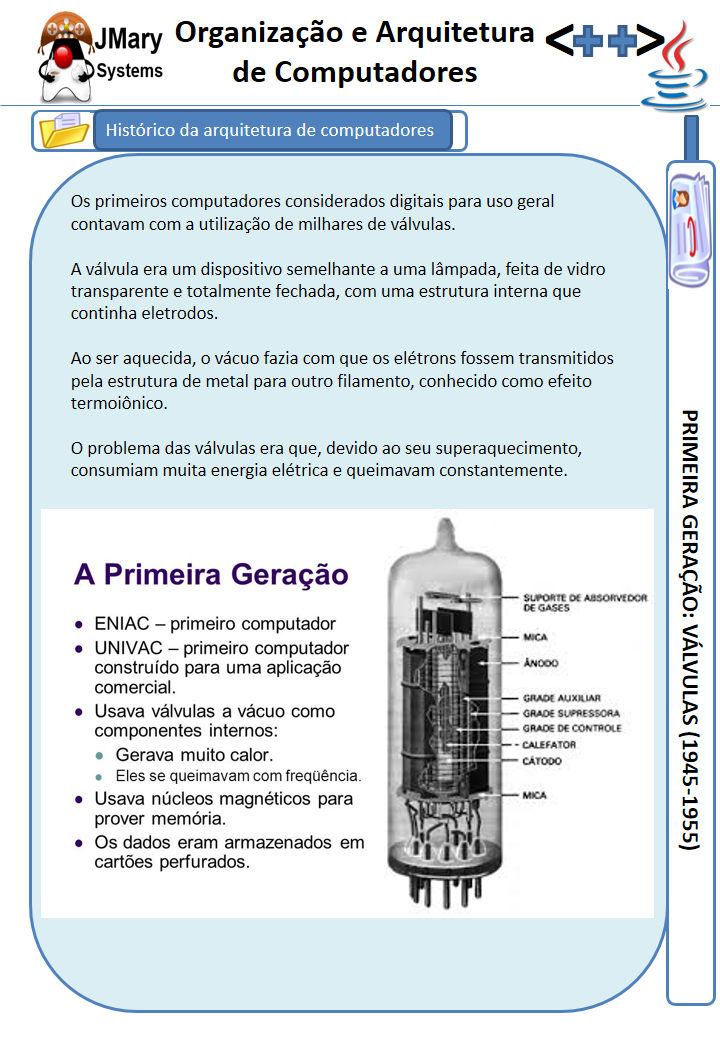 JMary
Systems
Organização e Arquitetura
de Computadores
<++>
Histórico da arquitetura de computadores
Os primeiros computadores considerados digitais para uso geral
contavam com a utilização de milhares de válvulas.
A válvula era um dispositivo semelhante a uma lâmpada, feita de vidro
transparente e totalmente fechada, com uma estrutura interna que
continha eletrodos.
Ao ser aquecida, o vácuo fazia com que os elétrons fossem transmitidos
pela estrutura de metal para outro filamento, conhecido como efeito
termoiônico.
O problema das válvulas era que, devido ao seu superaquecimento,
consumiam muita energia elétrica e queimavam constantemente.
A Primeira Geração
● ENIAC – primeiro computador
● UNIVAC – primeiro computador
construído para uma aplicação
comercial.
● Usava válvulas a vácuo como
componentes internos:
● Gerava muito calor.
● Eles se queimavam com freqüência.
● Usava núcleos magnéticos para
prover memória.
● Os dados eram armazenados em
cartões perfurados.
SUPORTE DE ABSORVEDOR
DE GASES
MICA
ÂNODO
GRADE AUXILIAR
GRADE SUPRESSORA
GRADE DE CONTROLE
CALEFATOR
CÁTODO
MICA
PRIMEIRA GERAÇÃO: VÁLVULAS (1945-1955)